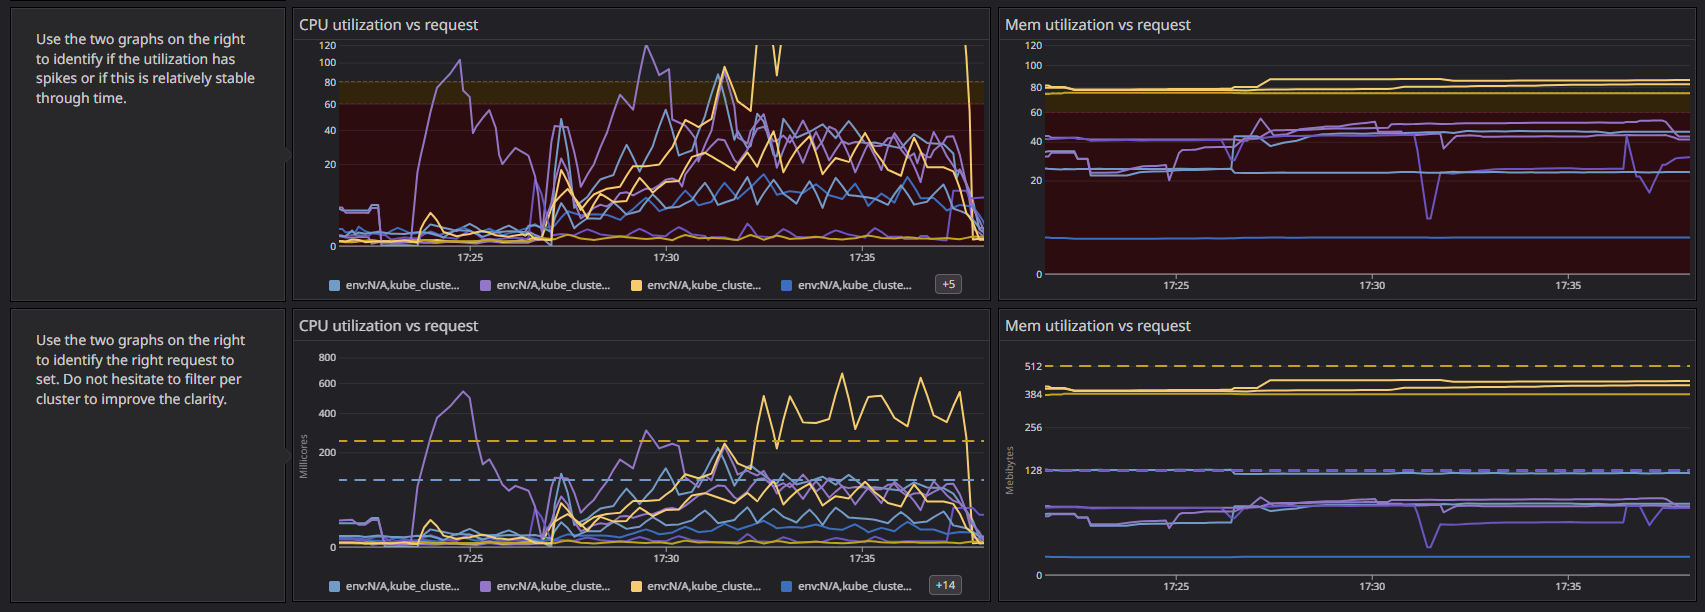 Use the two graphs on the right
to identify if the utilization has
spikes or if this is relatively stable
through time.
CPU utilization vs request
120
100
80
60
40
20
0
17:25
17:30
17:35
env:N/A,kube_cluste...
env:N/A,kube_cluste...
env:N/A,kube_cluste...
env:N/A,kube_cluste...
+5
Mem utilization vs request
120
100
80
60
40
20
0
17:25
17:30
17:35
Use the two graphs on the right
to identify the right request to
set. Do not hesitate to filter per
cluster to improve the clarity.
CPU utilization vs request
Millicores
800
600
400
200
0
17:25
17:30
17:35
env:N/A,kube_cluste...
env:N/A,kube_cluste...
env:N/A,kube_cluste...
env:N/A,kube_cluste...
+14
Mem utilization vs request
Mebibytes
512
384
256
128
0
17:25
17:30
17:35